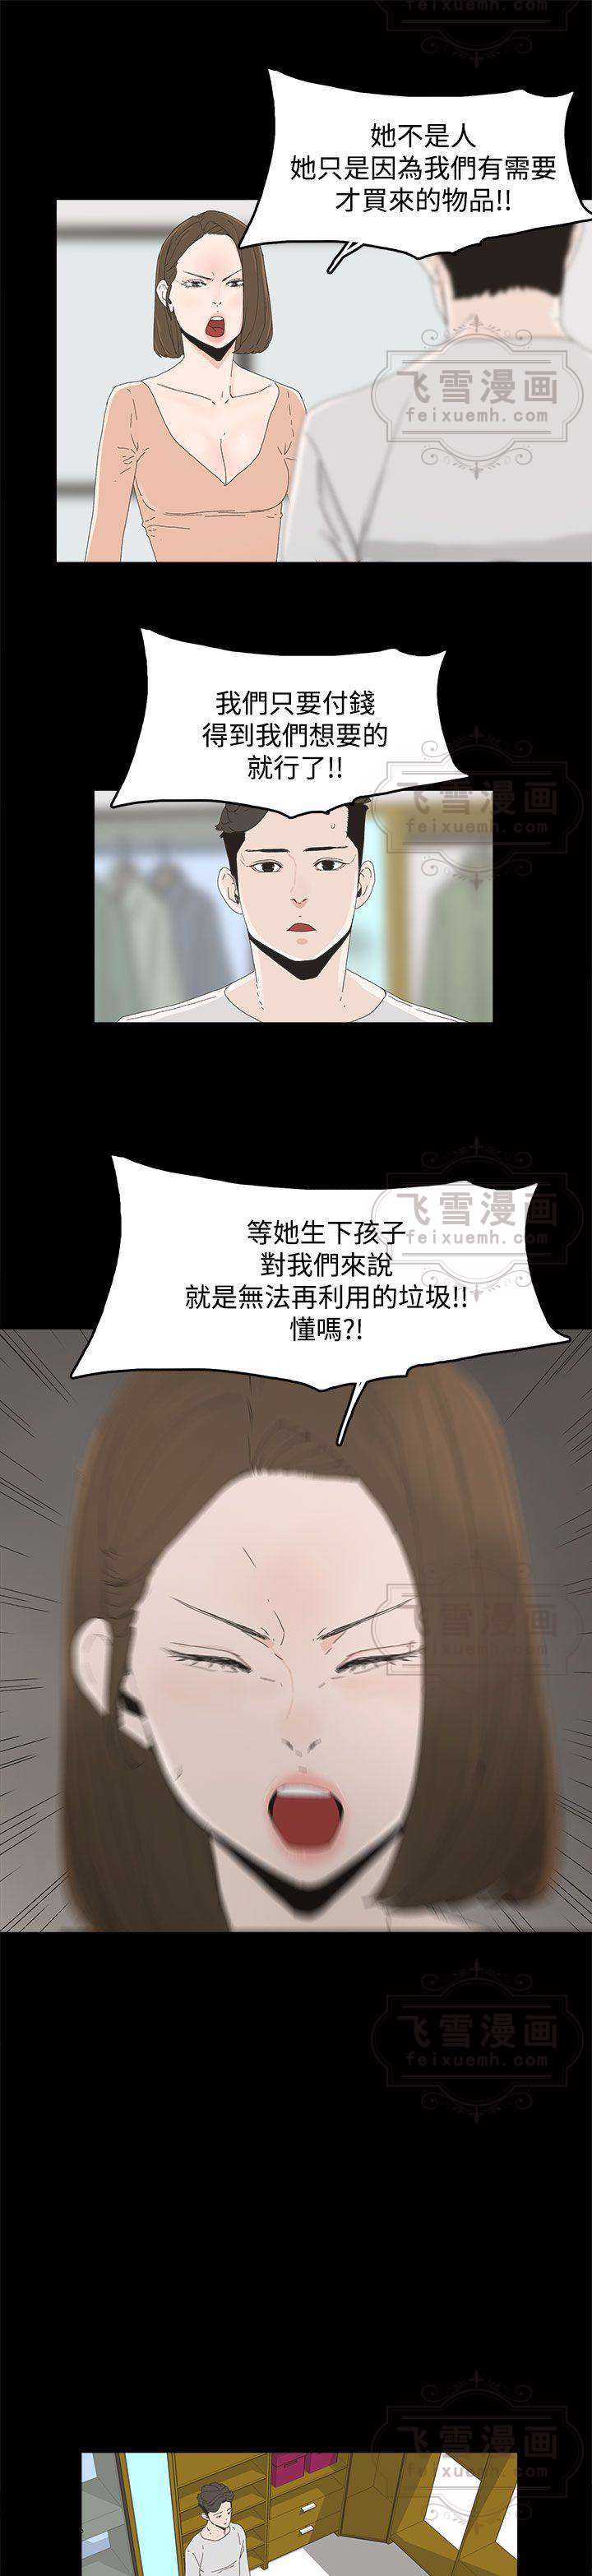 feixuemh.com
她不是人
她只是因為我們有需要
才買來的物品!!
飞雪漫画
feixuemh.com
我們只要付錢
得到我們想要的
就行了!!
飞雪漫画
feixuemh.com
飞雪漫画
feixuemh.com
等她生下孩子
對我們來說
就是無法再利用的垃圾!!
懂嗎?!
飞雪漫画
feixuemh.com
飞雪漫画
feixuemh.com
飞雪漫画
feixuemh.com